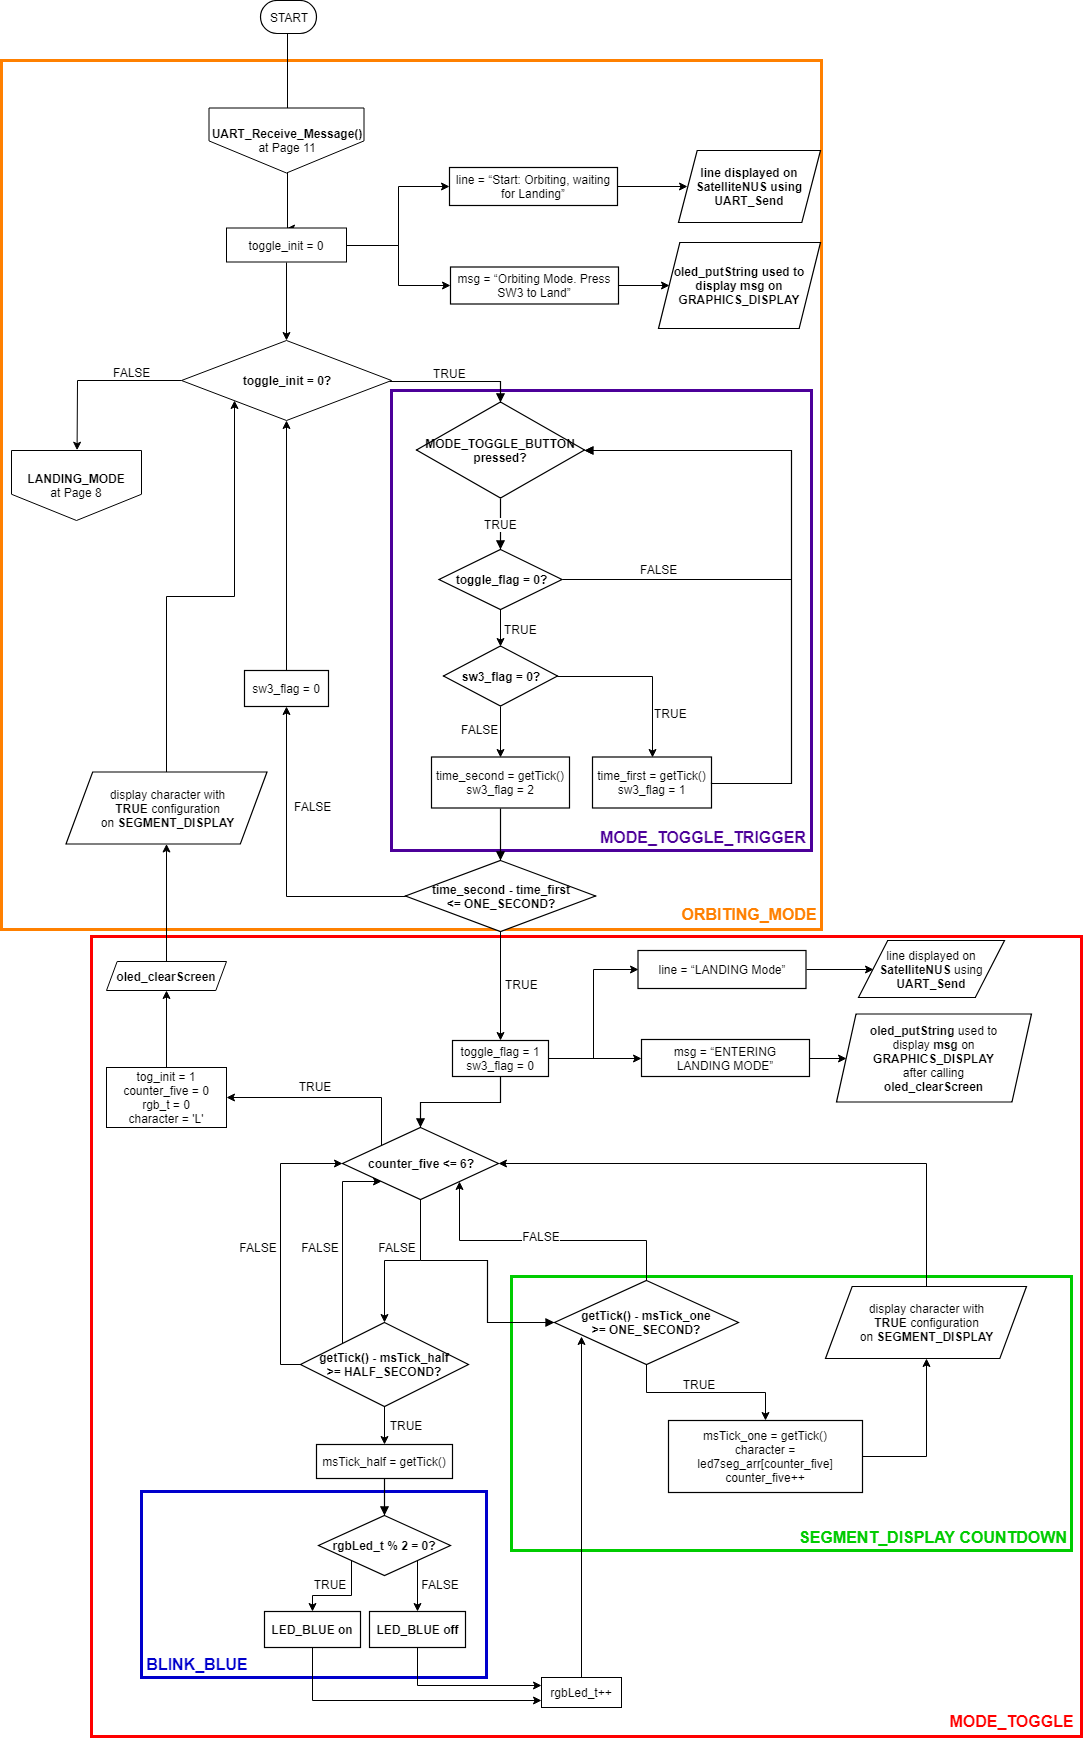 START
UART_Receive_Message()
at Page 11
line = “Start: Orbiting, waiting
for Landing”
line displayed on
SatelliteNUS using
UART_Send
toggle_init = 0
msg = “Orbiting Mode. Press
SW3 to Land”
oled_putString used to
display msg on
GRAPHICS_DISPLAY
toggle_init = 0?
FALSE
TRUE
LANDING_MODE
at Page 8
MODE_TOGGLE_BUTTON
pressed?
TRUE
toggle_flag = 0?
FALSE
TRUE
sw3_flag = 0?
TRUE
FALSE
time_second = getTick()
sw3_flag = 2
time_first = getTick()
sw3_flag = 1
MODE_TOGGLE_TRIGGER
sw3_flag = 0
FALSE
display character with
TRUE configuration
on SEGMENT_DISPLAY
time_second - time_first
<= ONE_SECOND?
ORBITING_MODE
oled_clearScreen
TRUE
line = “LANDING Mode”
line displayed on
SatelliteNUS using
UART_Send
toggle_flag = 1
sw3_flag = 0
msg = “ENTERING
LANDING MODE”
oled_putString used to
display msg on
GRAPHICS_DISPLAY
after calling
oled_clearScreen
tog_init = 1
counter_five = 0
rgb_t = 0
character = 'L'
TRUE
counter_five <= 6?
FALSE
FALSE
FALSE
FALSE
getTick() - msTick_one
>= ONE_SECOND?
display character with
TRUE configuration
on SEGMENT_DISPLAY
getTick() - msTick_half
>= HALF_SECOND?
TRUE
TRUE
msTick_one = getTick()
character =
led7seg_arr[counter_five]
counter_five++
msTick_half = getTick()
SEGMENT_DISPLAY COUNTDOWN
rgbLed_t % 2 = 0?
TRUE
FALSE
LED_BLUE on
LED_BLUE off
BLINK_BLUE
rgbLed_t++
MODE_TOGGLE